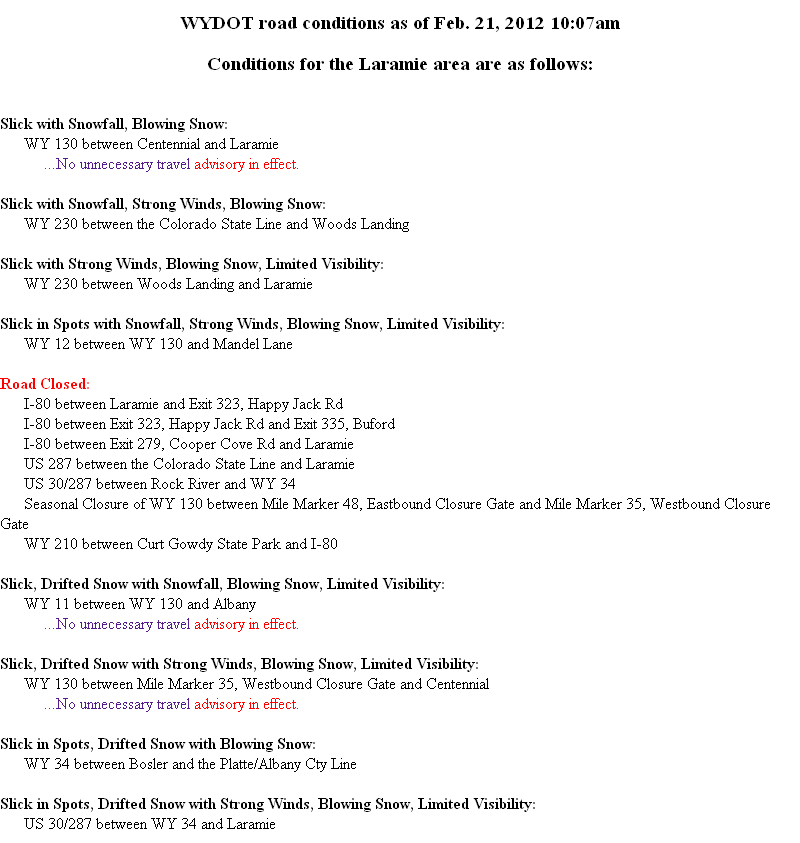 WYDOT road conditions as of Feb. 21, 2012 10:07am
Conditions for the Laramie area are as follows:
Slick with Snowfall, Blowing Snow:
WY 130 between Centennial and Laramie
...No unnecessary travel advisory in effect.
Slick with Snowfall, Strong Winds, Blowing Snow:
WY 230 between the Colorado State Line and Woods Landing
Slick with Strong Winds, Blowing Snow, Limited Visibility:
WY 230 between Woods Landing and Laramie
Slick in Spots with Snowfall, Strong Winds, Blowing Snow, Limited Visibility:
WY 12 between WY 130 and Mandel Lane
Road Closed:
I-80 between Laramie and Exit 323, Happy Jack Rd
I-80 between Exit 323, Happy Jack Rd and Exit 335, Buford
I-80 between Exit 279, Cooper Cove Rd and Laramie
US 287 between the Colorado State Line and Laramie
US 30/287 between Rock River and WY 34
Seasonal Closure of WY 130 between Mile Marker 48, Eastbound Closure Gate and Mile Marker 35, Westbound Closure
Gate
WY 210 between Curt Gowdy State Park and I-80
Slick, Drifted Snow with Snowfall, Blowing Snow, Limited Visibility:
WY 11 between WY 130 and Albany
...No unnecessary travel advisory in effect.
Slick, Drifted Snow with Strong Winds, Blowing Snow, Limited Visibility:
WY 130 between Mile Marker 35, Westbound Closure Gate and Centennial
...No unnecessary travel advisory in effect.
Slick in Spots, Drifted Snow with Blowing Snow:
WY 34 between Bosler and the Platte/Albany Cty Line
Slick in Spots, Drifted Snow with Strong Winds, Blowing Snow, Limited Visibility:
US 30/287 between WY 34 and Laramie